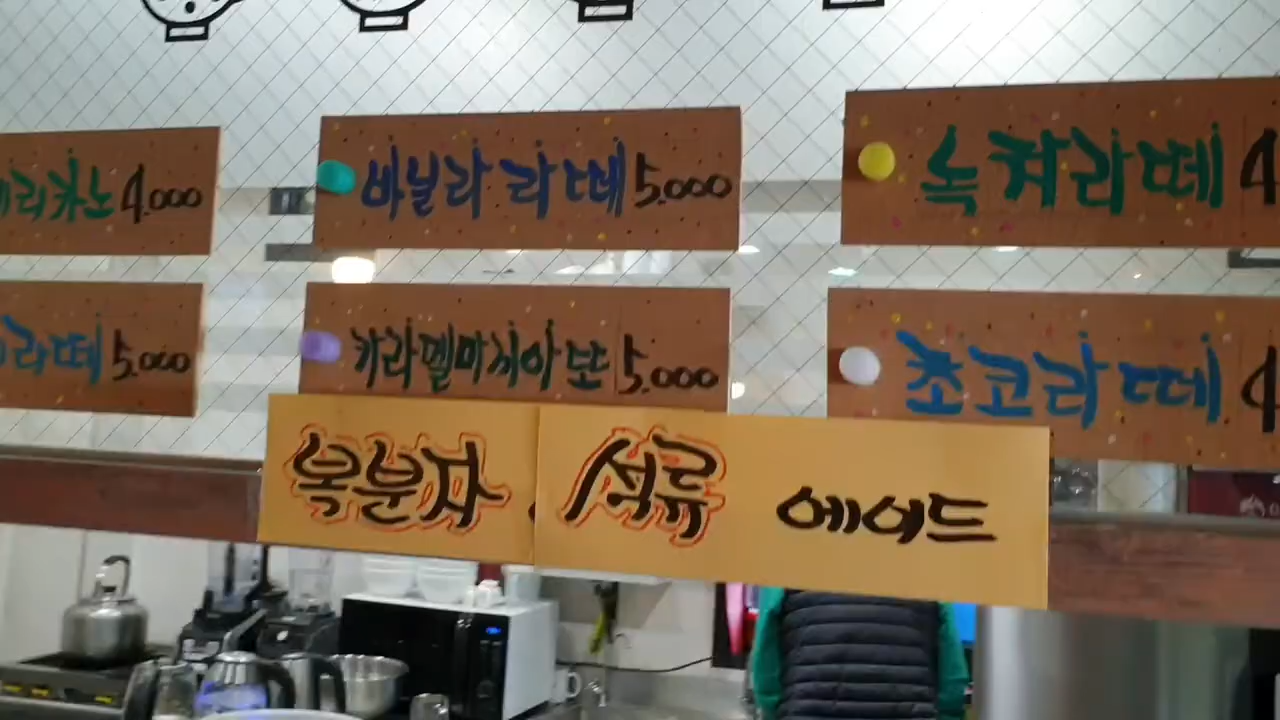 메리카노 4.000
바닐라 라떼 5.000
녹차라떼 4
라떼 5.000
카라멜마끼아또 5.000
초코라떼 4
복분자, 석류 에이드